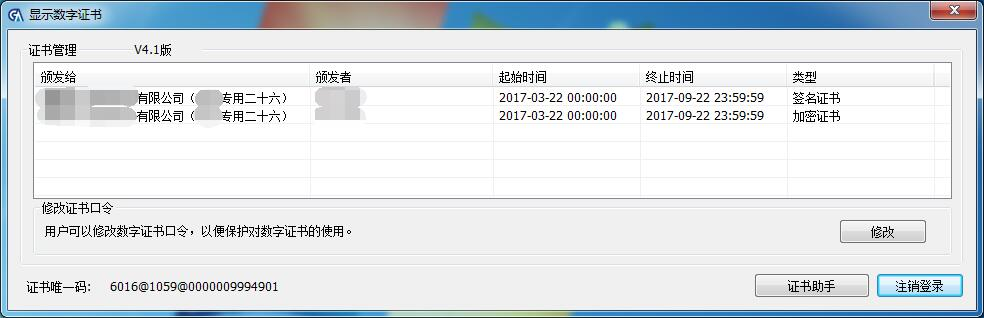 显示数字证书
证书管理 V4.1版
颁发给 颁发者 起始时间 终止时间 类型
有限公司（ 专用二十六） 2017-03-22 00:00:00 2017-09-22 23:59:59 签名证书
有限公司（ 专用二十六） 2017-03-22 00:00:00 2017-09-22 23:59:59 加密证书
修改证书口令
用户可以修改数字证书口令，以便保护对数字证书的使用。 修改
证书唯一码: 6016@1059@0000009994901 证书助手 注销登录